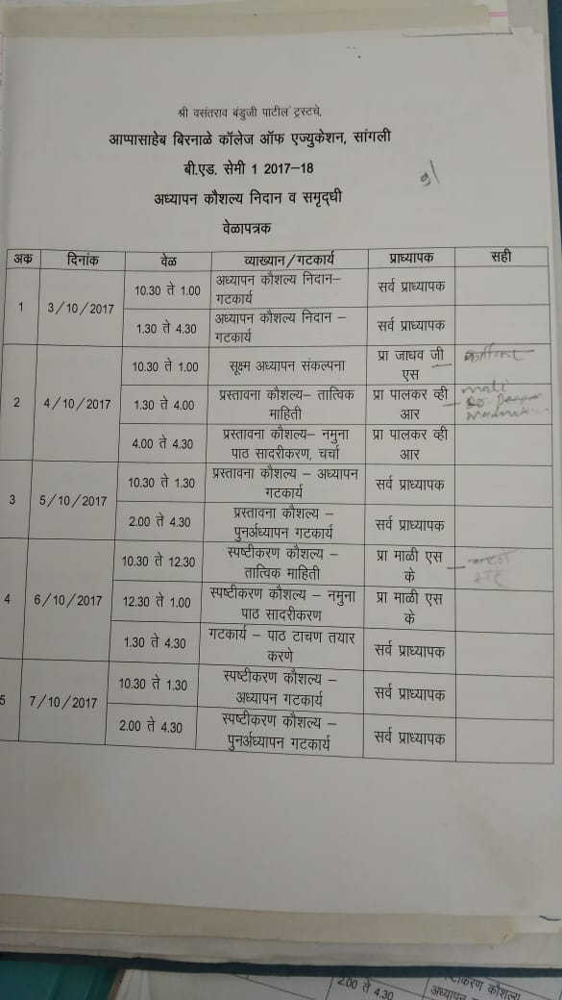 श्री वसंतराव बंडुजी पाटील ट्रस्टचे,
आप्पासाहेब बिरनाळे कॉलेज ऑफ एज्युकेशन, सांगली
बी.एड. सेमी 1 2017–18
अध्यापन कौशल्य निदान व समृद्धी
वेळापत्रक
अक दिनांक वेळ व्याख्यान/गटकार्य प्राध्यापक सही
1 3/10/2017 10.30 ते 1.00 अध्यापन कौशल्य निदान–
गटकार्य सर्व प्राध्यापक
1.30 ते 4.30 अध्यापन कौशल्य निदान –
गटकार्य सर्व प्राध्यापक
2 4/10/2017 10.30 ते 1.00 सूक्ष्म अध्यापन संकल्पना प्रा जाधव जी
एस
1.30 ते 4.00 प्रस्तावना कौशल्य– तात्विक
माहिती प्रा पालकर व्ही
आर mali
4.00 ते 4.30 प्रस्तावना कौशल्य– नमुना
पाठ सादरीकरण, चर्चा प्रा पालकर व्ही
आर
3 5/10/2017 10.30 ते 1.30 प्रस्तावना कौशल्य – अध्यापन
गटकार्य सर्व प्राध्यापक
2.00 ते 4.30 प्रस्तावना कौशल्य –
पुनर्अध्यापन गटकार्य सर्व प्राध्यापक
4 6/10/2017 10.30 ते 12.30 स्पष्टीकरण कौशल्य –
तात्विक माहिती प्रा माळी एस
के
12.30 ते 1.00 स्पष्टीकरण कौशल्य – नमुना
पाठ सादरीकरण प्रा माळी एस
के
1.30 ते 4.30 गटकार्य – पाठ टाचण तयार
करणे सर्व प्राध्यापक
5 7/10/2017 10.30 ते 1.30 स्पष्टीकरण कौशल्य –
अध्यापन गटकार्य सर्व प्राध्यापक
2.00 ते 4.30 स्पष्टीकरण कौशल्य –
पुनर्अध्यापन गटकार्य सर्व प्राध्यापक
2.00 ते 4.30 कौशल्य